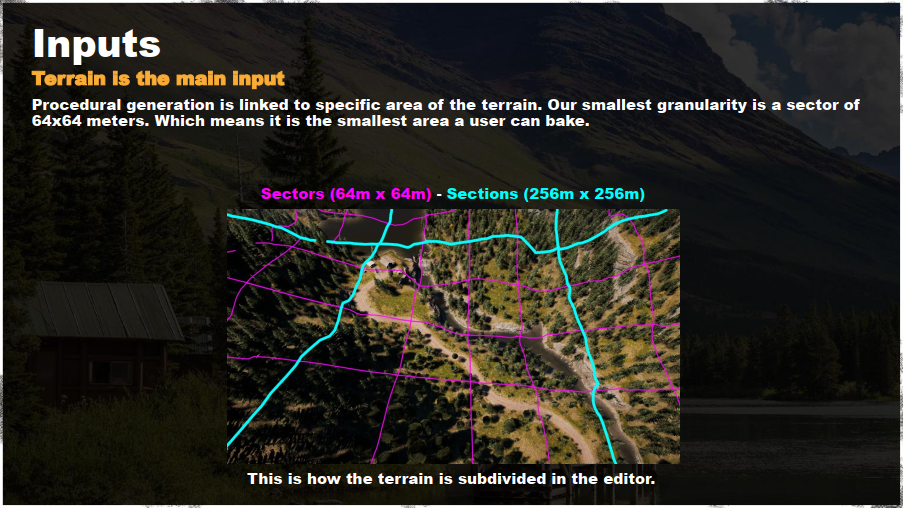 Inputs
Terrain is the main input
Procedural generation is linked to specific area of the terrain. Our smallest granularity is a sector of
64x64 meters. Which means it is the smallest area a user can bake.
Sectors (64m x 64m) - Sections (256m x 256m)
This is how the terrain is subdivided in the editor.